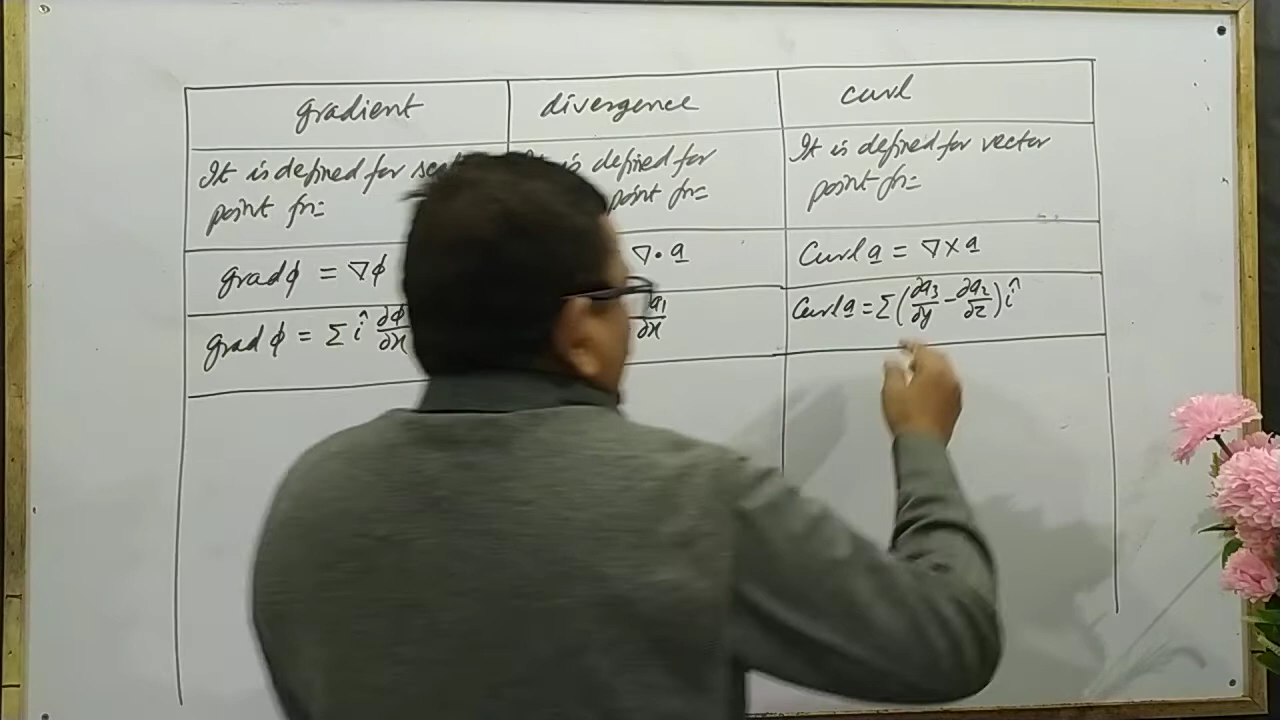 gradient
divergence
curl
It is defined for
point fn=
is defined for
point fn=
It is defined for vector
point fn=
grad ϕ = ∇ϕ
∇·a
Curl a = ∇×a
grad ϕ = Σ î ∂ϕ/∂x
a₁/∂x
Curl a = Σ(∂a₃/∂y − ∂a₂/∂z) î